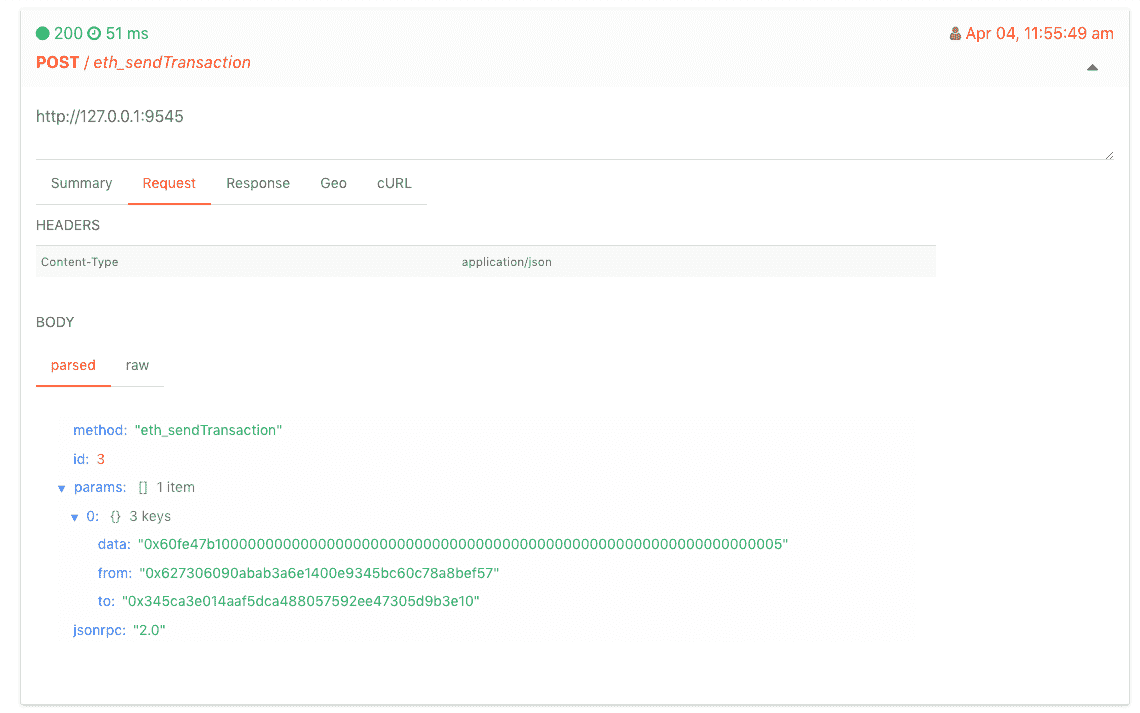 200 51 ms Apr 04, 11:55:49 am
POST / eth_sendTransaction
http://127.0.0.1:9545
Summary Request Response Geo cURL
HEADERS
Content-Type application/json
BODY
parsed raw
method: "eth_sendTransaction"
id: 3
params: [] 1 item
0: {} 3 keys
data: "0x60fe47b10000000000000000000000000000000000000000000000000000000000000005"
from: "0x627306090abab3a6e1400e9345bc60c78a8bef57"
to: "0x345ca3e014aaf5dca488057592ee47305d9b3e10"
jsonrpc: "2.0"